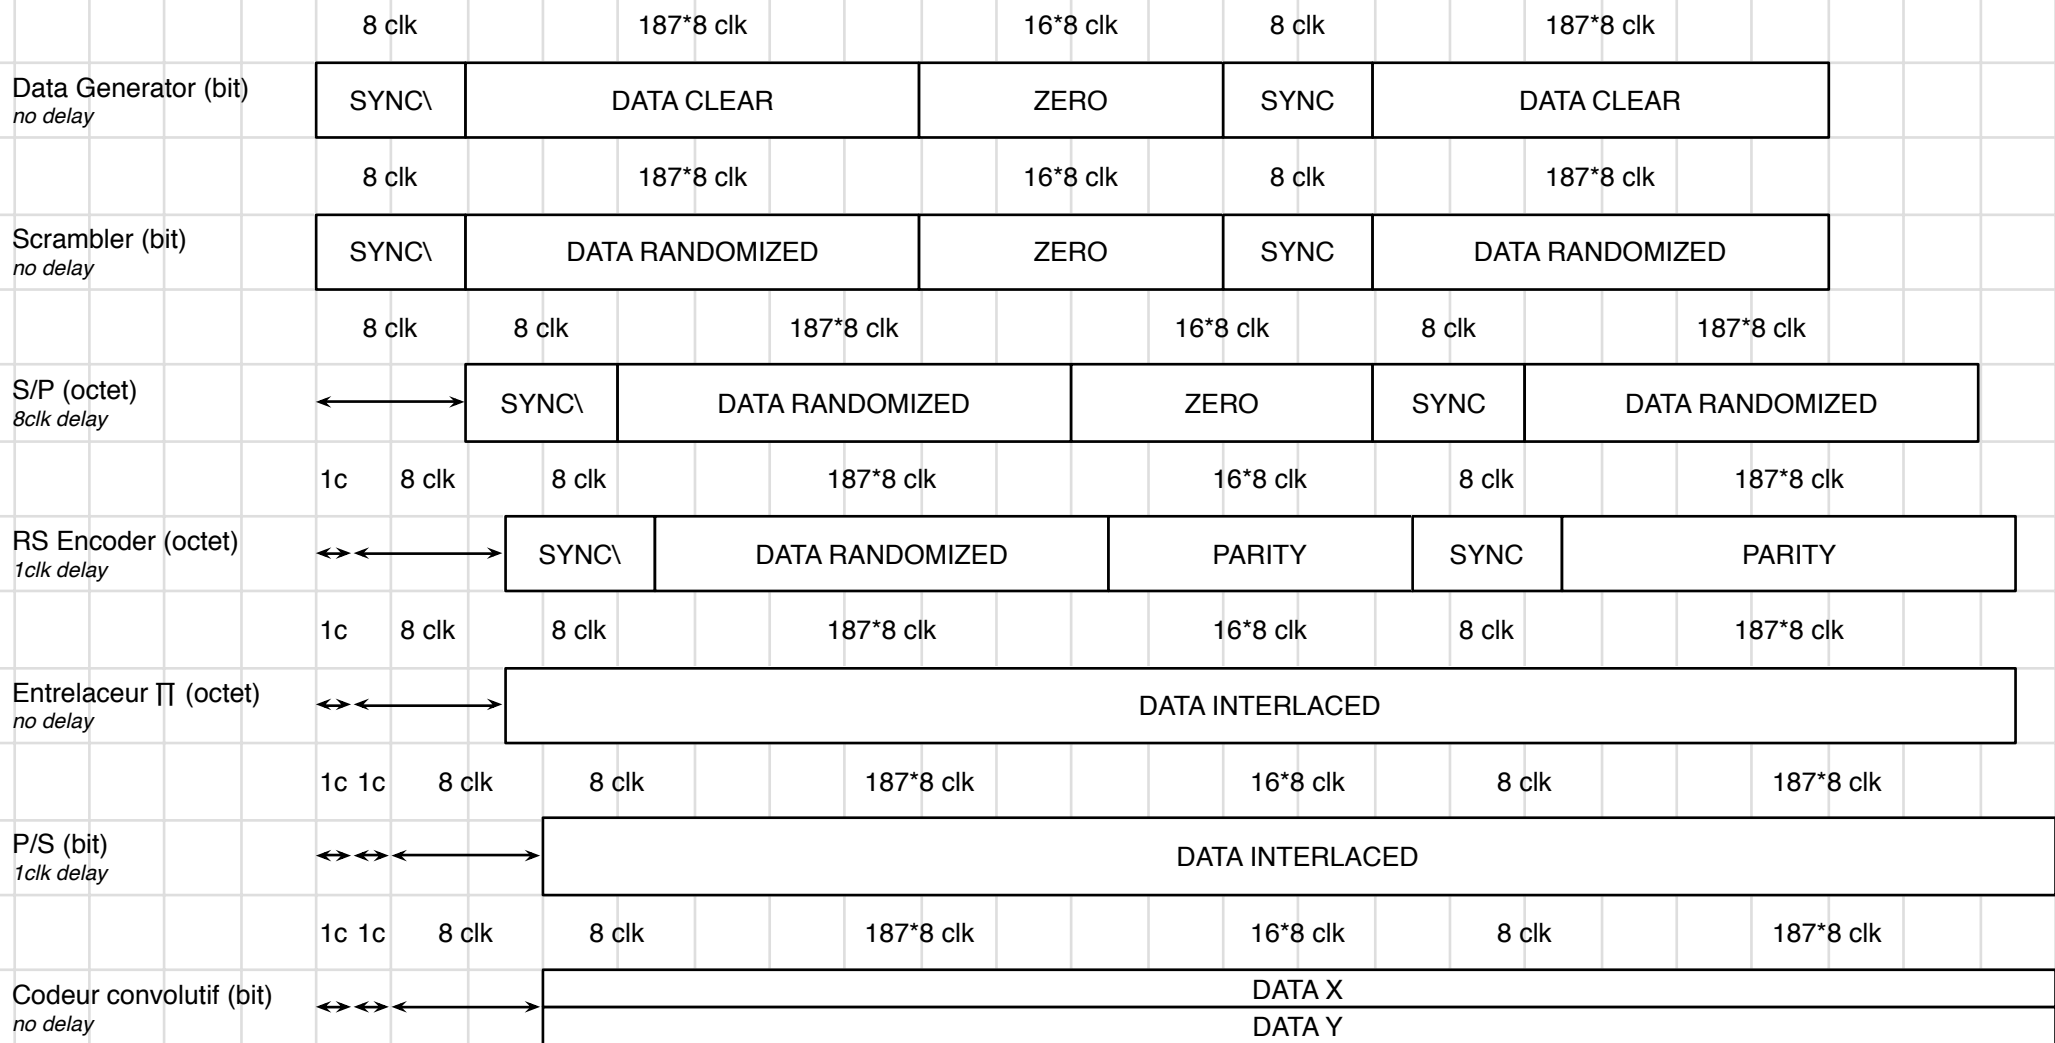 8 clk 187*8 clk 16*8 clk 8 clk 187*8 clk
Data Generator (bit) SYNC\ DATA CLEAR ZERO SYNC DATA CLEAR
no delay
8 clk 187*8 clk 16*8 clk 8 clk 187*8 clk
Scrambler (bit) SYNC\ DATA RANDOMIZED ZERO SYNC DATA RANDOMIZED
no delay
8 clk 8 clk 187*8 clk 16*8 clk 8 clk 187*8 clk
S/P (octet) SYNC\ DATA RANDOMIZED ZERO SYNC DATA RANDOMIZED
8clk delay
1c 8 clk 8 clk 187*8 clk 16*8 clk 8 clk 187*8 clk
RS Encoder (octet) SYNC\ DATA RANDOMIZED PARITY SYNC PARITY
1clk delay
1c 8 clk 8 clk 187*8 clk 16*8 clk 8 clk 187*8 clk
Entrelaceur ∏ (octet) DATA INTERLACED
no delay
1c 1c 8 clk 8 clk 187*8 clk 16*8 clk 8 clk 187*8 clk
P/S (bit) DATA INTERLACED
1clk delay
1c 1c 8 clk 8 clk 187*8 clk 16*8 clk 8 clk 187*8 clk
Codeur convolutif (bit) DATA X
no delay DATA Y